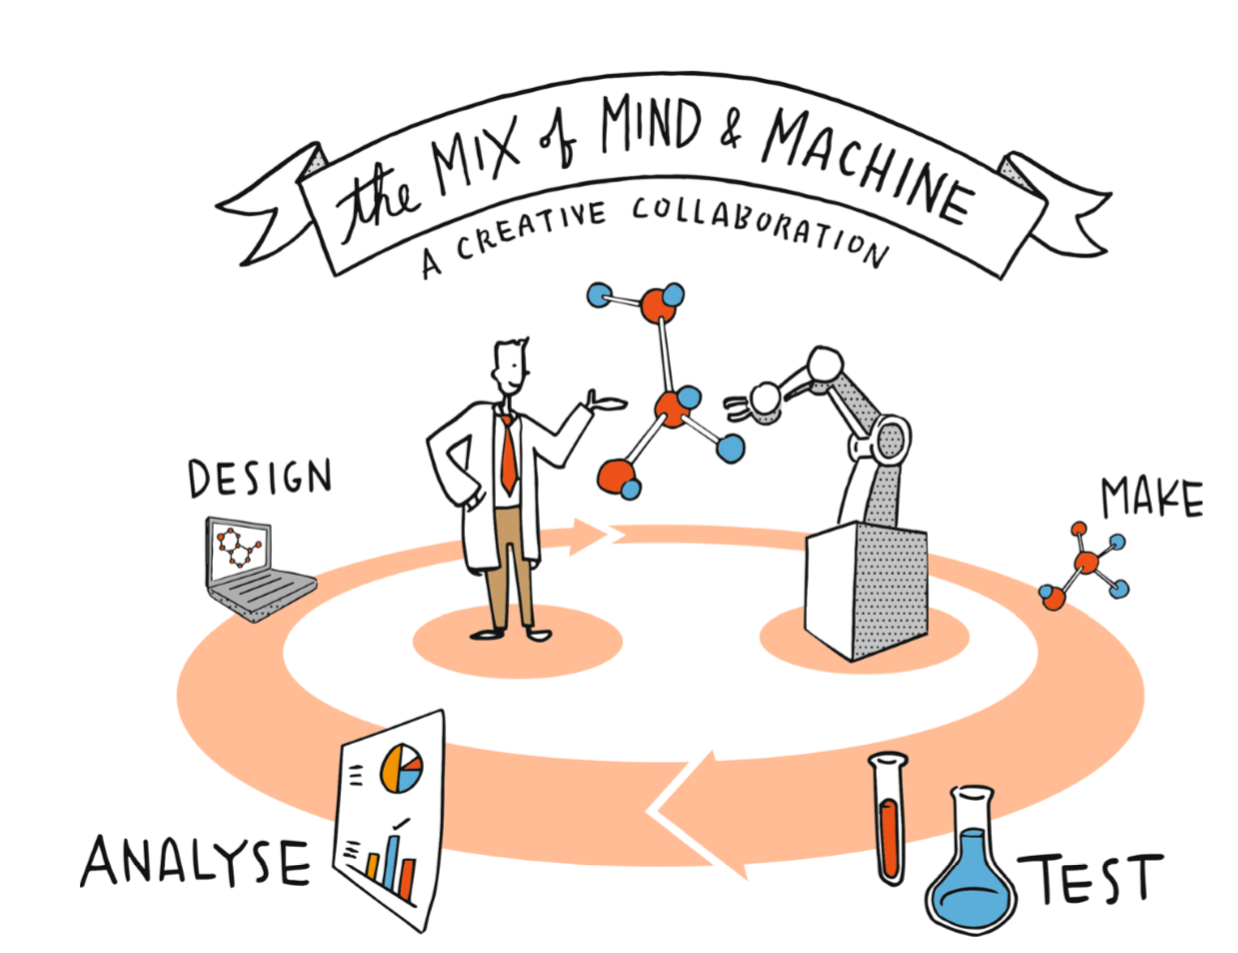 the MIX of MIND & MACHINE
A CREATIVE COLLABORATION
DESIGN
MAKE
ANALYSE
TEST